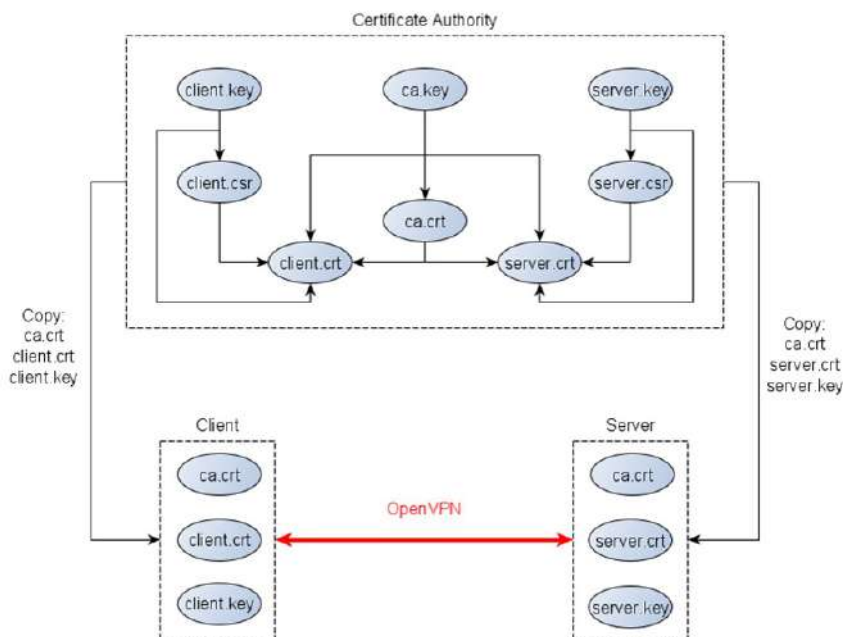 Certificate Authority
client.key
ca.key
server.key
client.csr
server.csr
ca.crt
client.crt
server.crt
Copy:
ca.crt
client.crt
client.key
Copy:
ca.crt
server.crt
server.key
Client
Server
ca.crt
ca.crt
OpenVPN
client.crt
server.crt
client.key
server.key